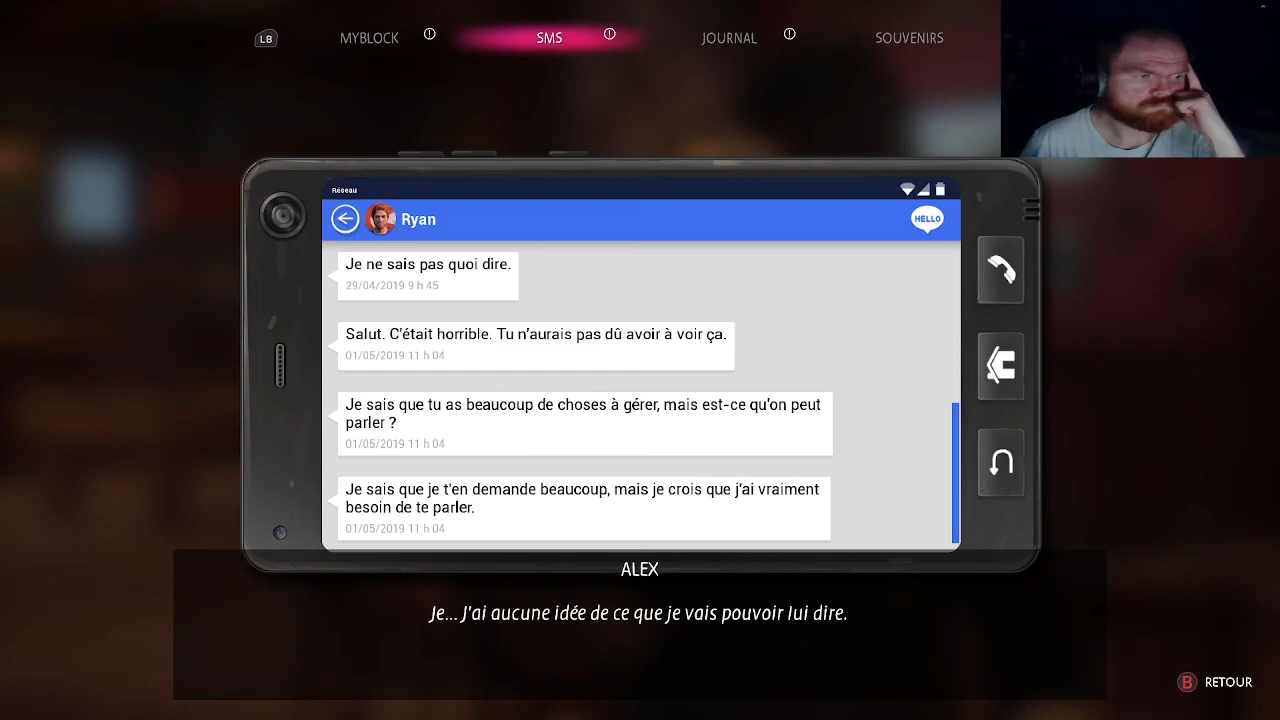 LB MYBLOCK SMS JOURNAL SOUVENIRS
Réseau
Ryan
HELLO
Je ne sais pas quoi dire.
29/04/2019 9 h 45
Salut. C'était horrible. Tu n'aurais pas dû avoir à voir ça.
01/05/2019 11 h 04
Je sais que tu as beaucoup de choses à gérer, mais est-ce qu'on peut
parler ?
01/05/2019 11 h 04
Je sais que je t'en demande beaucoup, mais je crois que j'ai vraiment
besoin de te parler.
01/05/2019 11 h 04
ALEX
Je... J'ai aucune idée de ce que je vais pouvoir lui dire.
B RETOUR